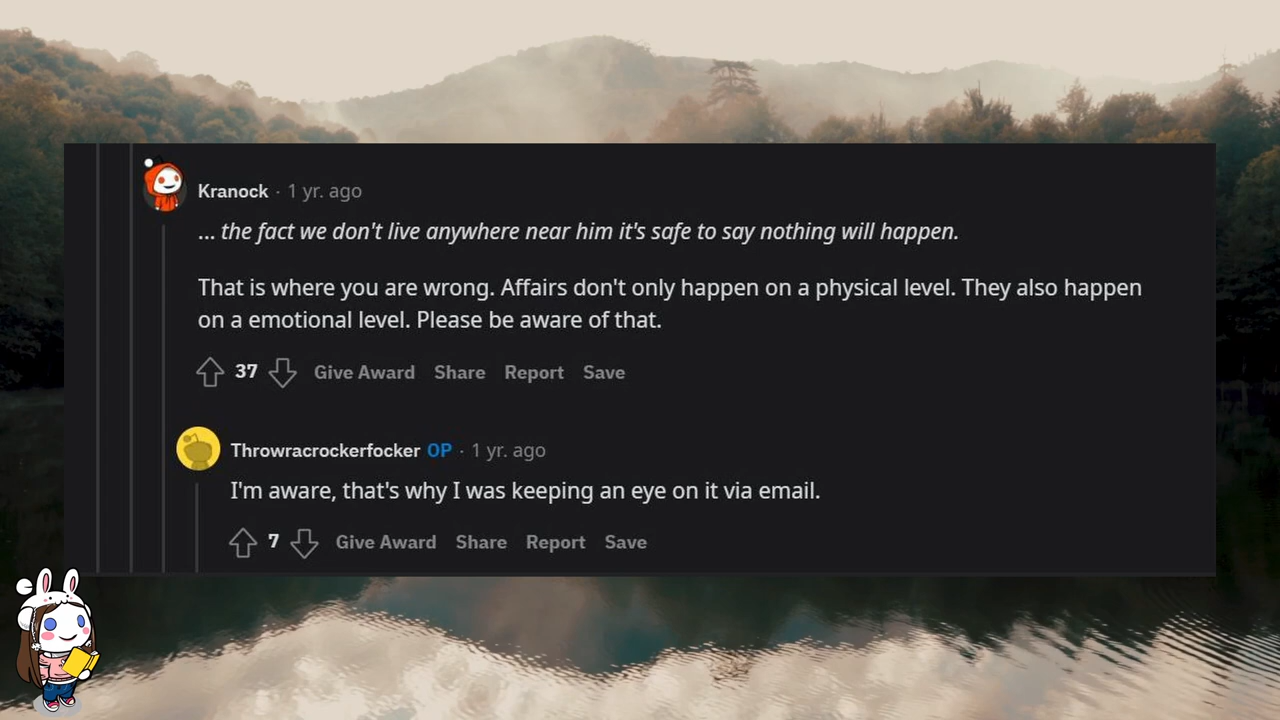 Kranock · 1 yr. ago
... the fact we don't live anywhere near him it's safe to say nothing will happen.
That is where you are wrong. Affairs don't only happen on a physical level. They also happen
on a emotional level. Please be aware of that.
37 Give Award Share Report Save
Throwracrockerfocker OP · 1 yr. ago
I'm aware, that's why I was keeping an eye on it via email.
7 Give Award Share Report Save